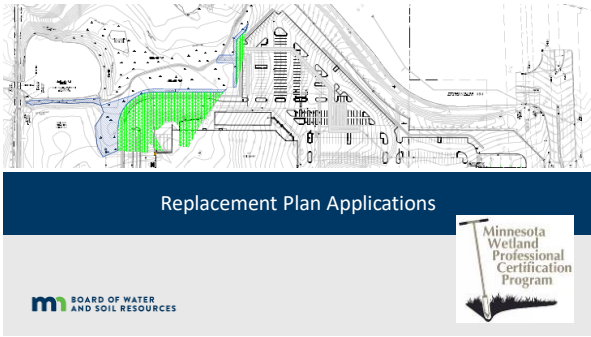 Replacement Plan Applications
Minnesota
Wetland
Professional
Certification
Program
BOARD OF WATER
AND SOIL RESOURCES